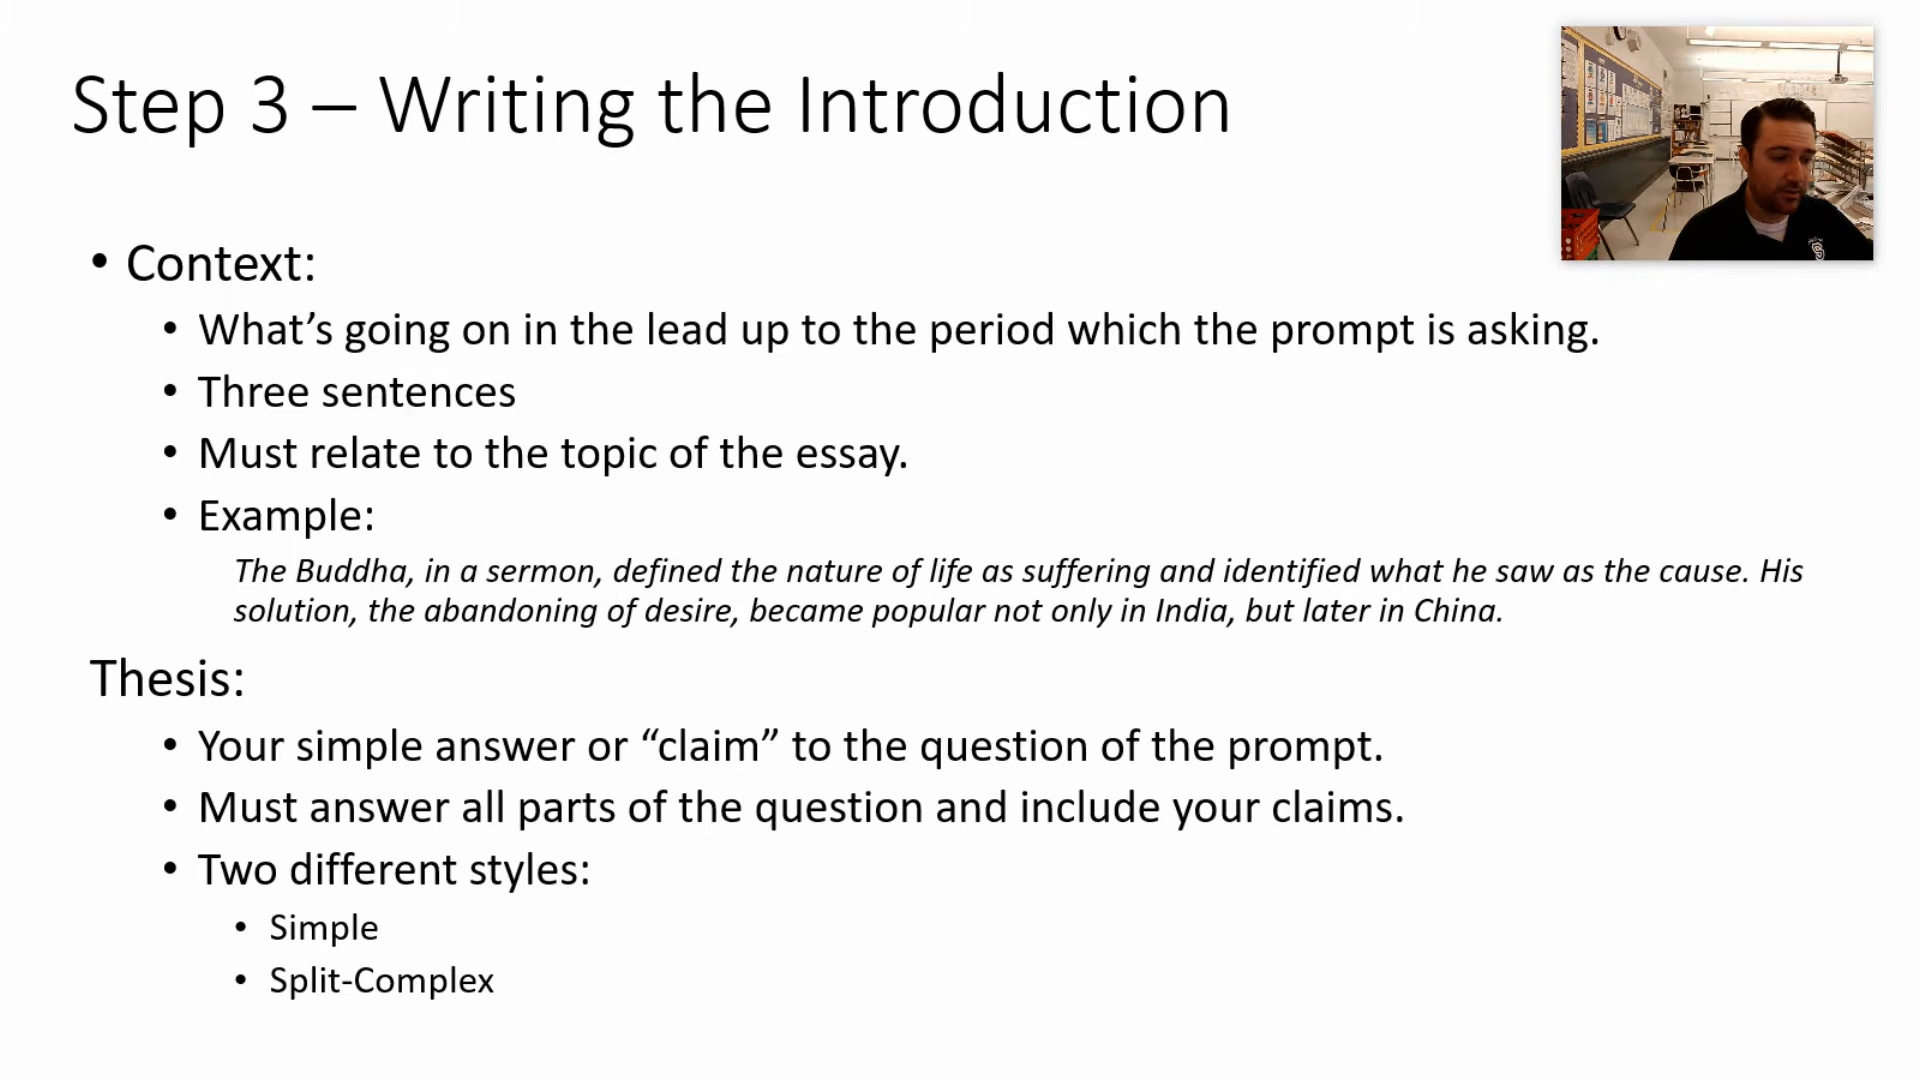 Step 3 – Writing the Introduction
• Context:
• What’s going on in the lead up to the period which the prompt is asking.
• Three sentences
• Must relate to the topic of the essay.
• Example:
The Buddha, in a sermon, defined the nature of life as suffering and identified what he saw as the cause. His
solution, the abandoning of desire, became popular not only in India, but later in China.
Thesis:
• Your simple answer or “claim” to the question of the prompt.
• Must answer all parts of the question and include your claims.
• Two different styles:
• Simple
• Split-Complex